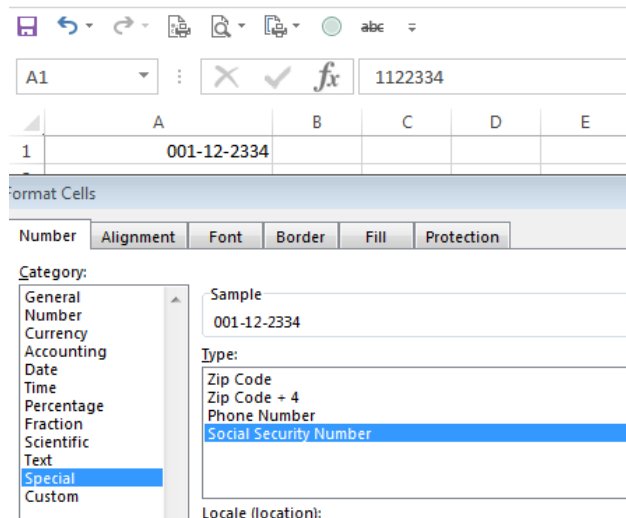 abc
A1 fx 1122334
A B C D E
1 001-12-2334
Format Cells
Number Alignment Font Border Fill Protection
Category:
General
Number
Currency
Accounting
Date
Time
Percentage
Fraction
Scientific
Text
Special
Custom
Sample
001-12-2334
Type:
Zip Code
Zip Code + 4
Phone Number
Social Security Number
Locale (location):